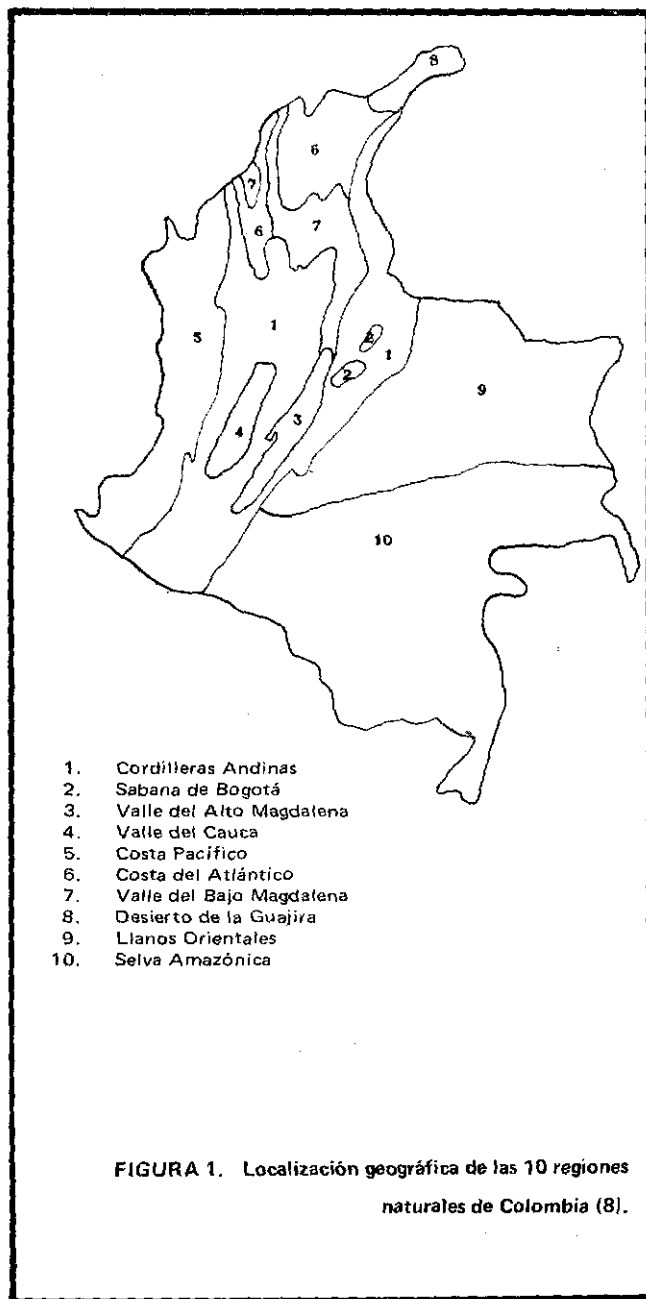 8
6
7
6
7
5
1
2
1
2
9
3
4
10
1. Cordilleras Andinas
2. Sabana de Bogotá
3. Valle del Alto Magdalena
4. Valle del Cauca
5. Costa Pacífico
6. Costa del Atlántico
7. Valle del Bajo Magdalena
8. Desierto de la Guajira
9. Llanos Orientales
10. Selva Amazónica
FIGURA 1. Localización geográfica de las 10 regiones
naturales de Colombia (8).